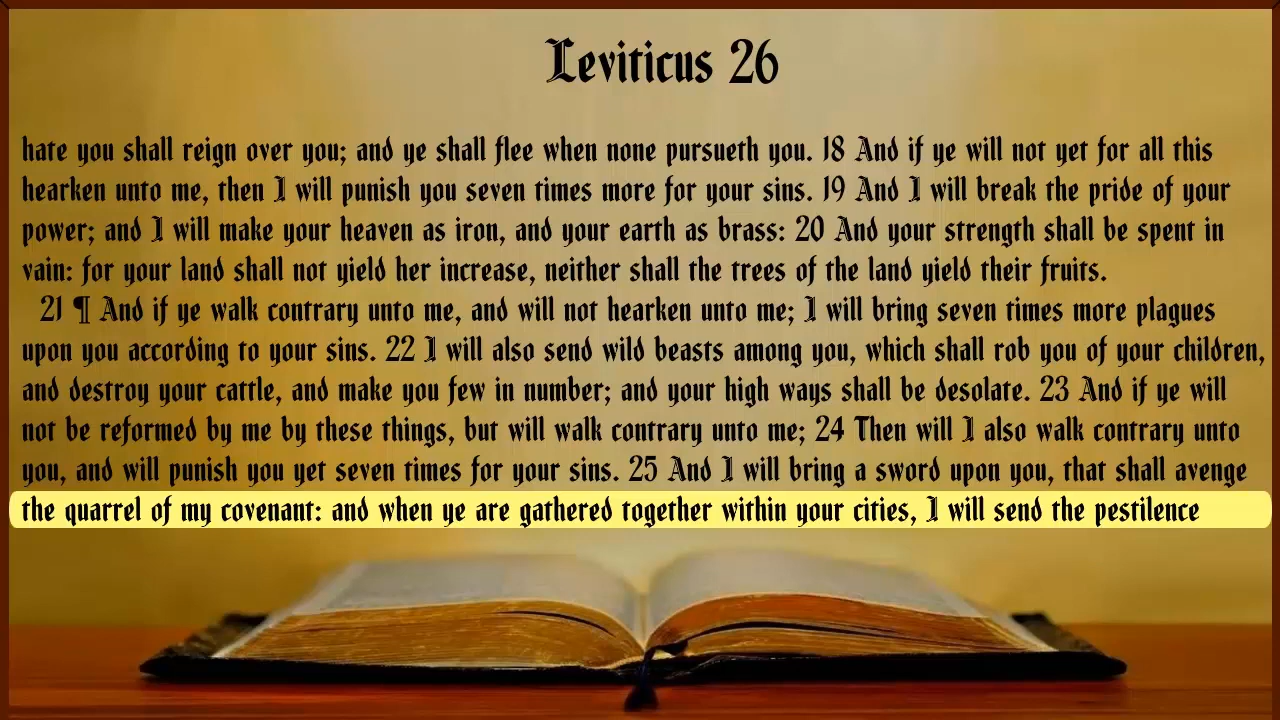 Leviticus 26
hate you shall reign over you; and ye shall flee when none pursueth you. 18 And if ye will not yet for all this
hearken unto me, then I will punish you seven times more for your sins. 19 And I will break the pride of your
power; and I will make your heaven as iron, and your earth as brass: 20 And your strength shall be spent in
vain: for your land shall not yield her increase, neither shall the trees of the land yield their fruits.
21 ¶ And if ye walk contrary unto me, and will not hearken unto me; I will bring seven times more plagues
upon you according to your sins. 22 I will also send wild beasts among you, which shall rob you of your children,
and destroy your cattle, and make you few in number; and your high ways shall be desolate. 23 And if ye will
not be reformed by me by these things, but will walk contrary unto me; 24 Then will I also walk contrary unto
you, and will punish you yet seven times for your sins. 25 And I will bring a sword upon you, that shall avenge
the quarrel of my covenant: and when ye are gathered together within your cities, I will send the pestilence